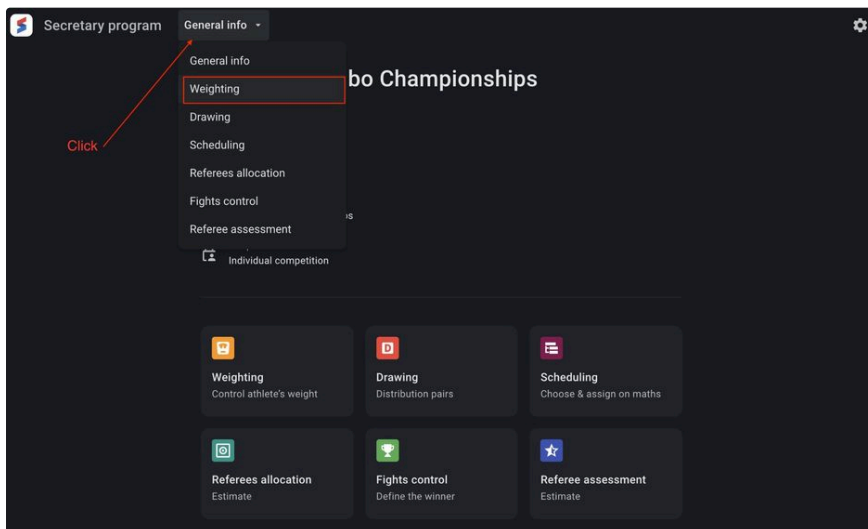 Secretary program
General info
General info
Weighting
bo Championships
Drawing
Click
Scheduling
Referees allocation
Fights control
Referee assessment
Individual competition
Weighting
Control athlete's weight
Drawing
Distribution pairs
Scheduling
Choose & assign on maths
Referees allocation
Estimate
Fights control
Define the winner
Referee assessment
Estimate